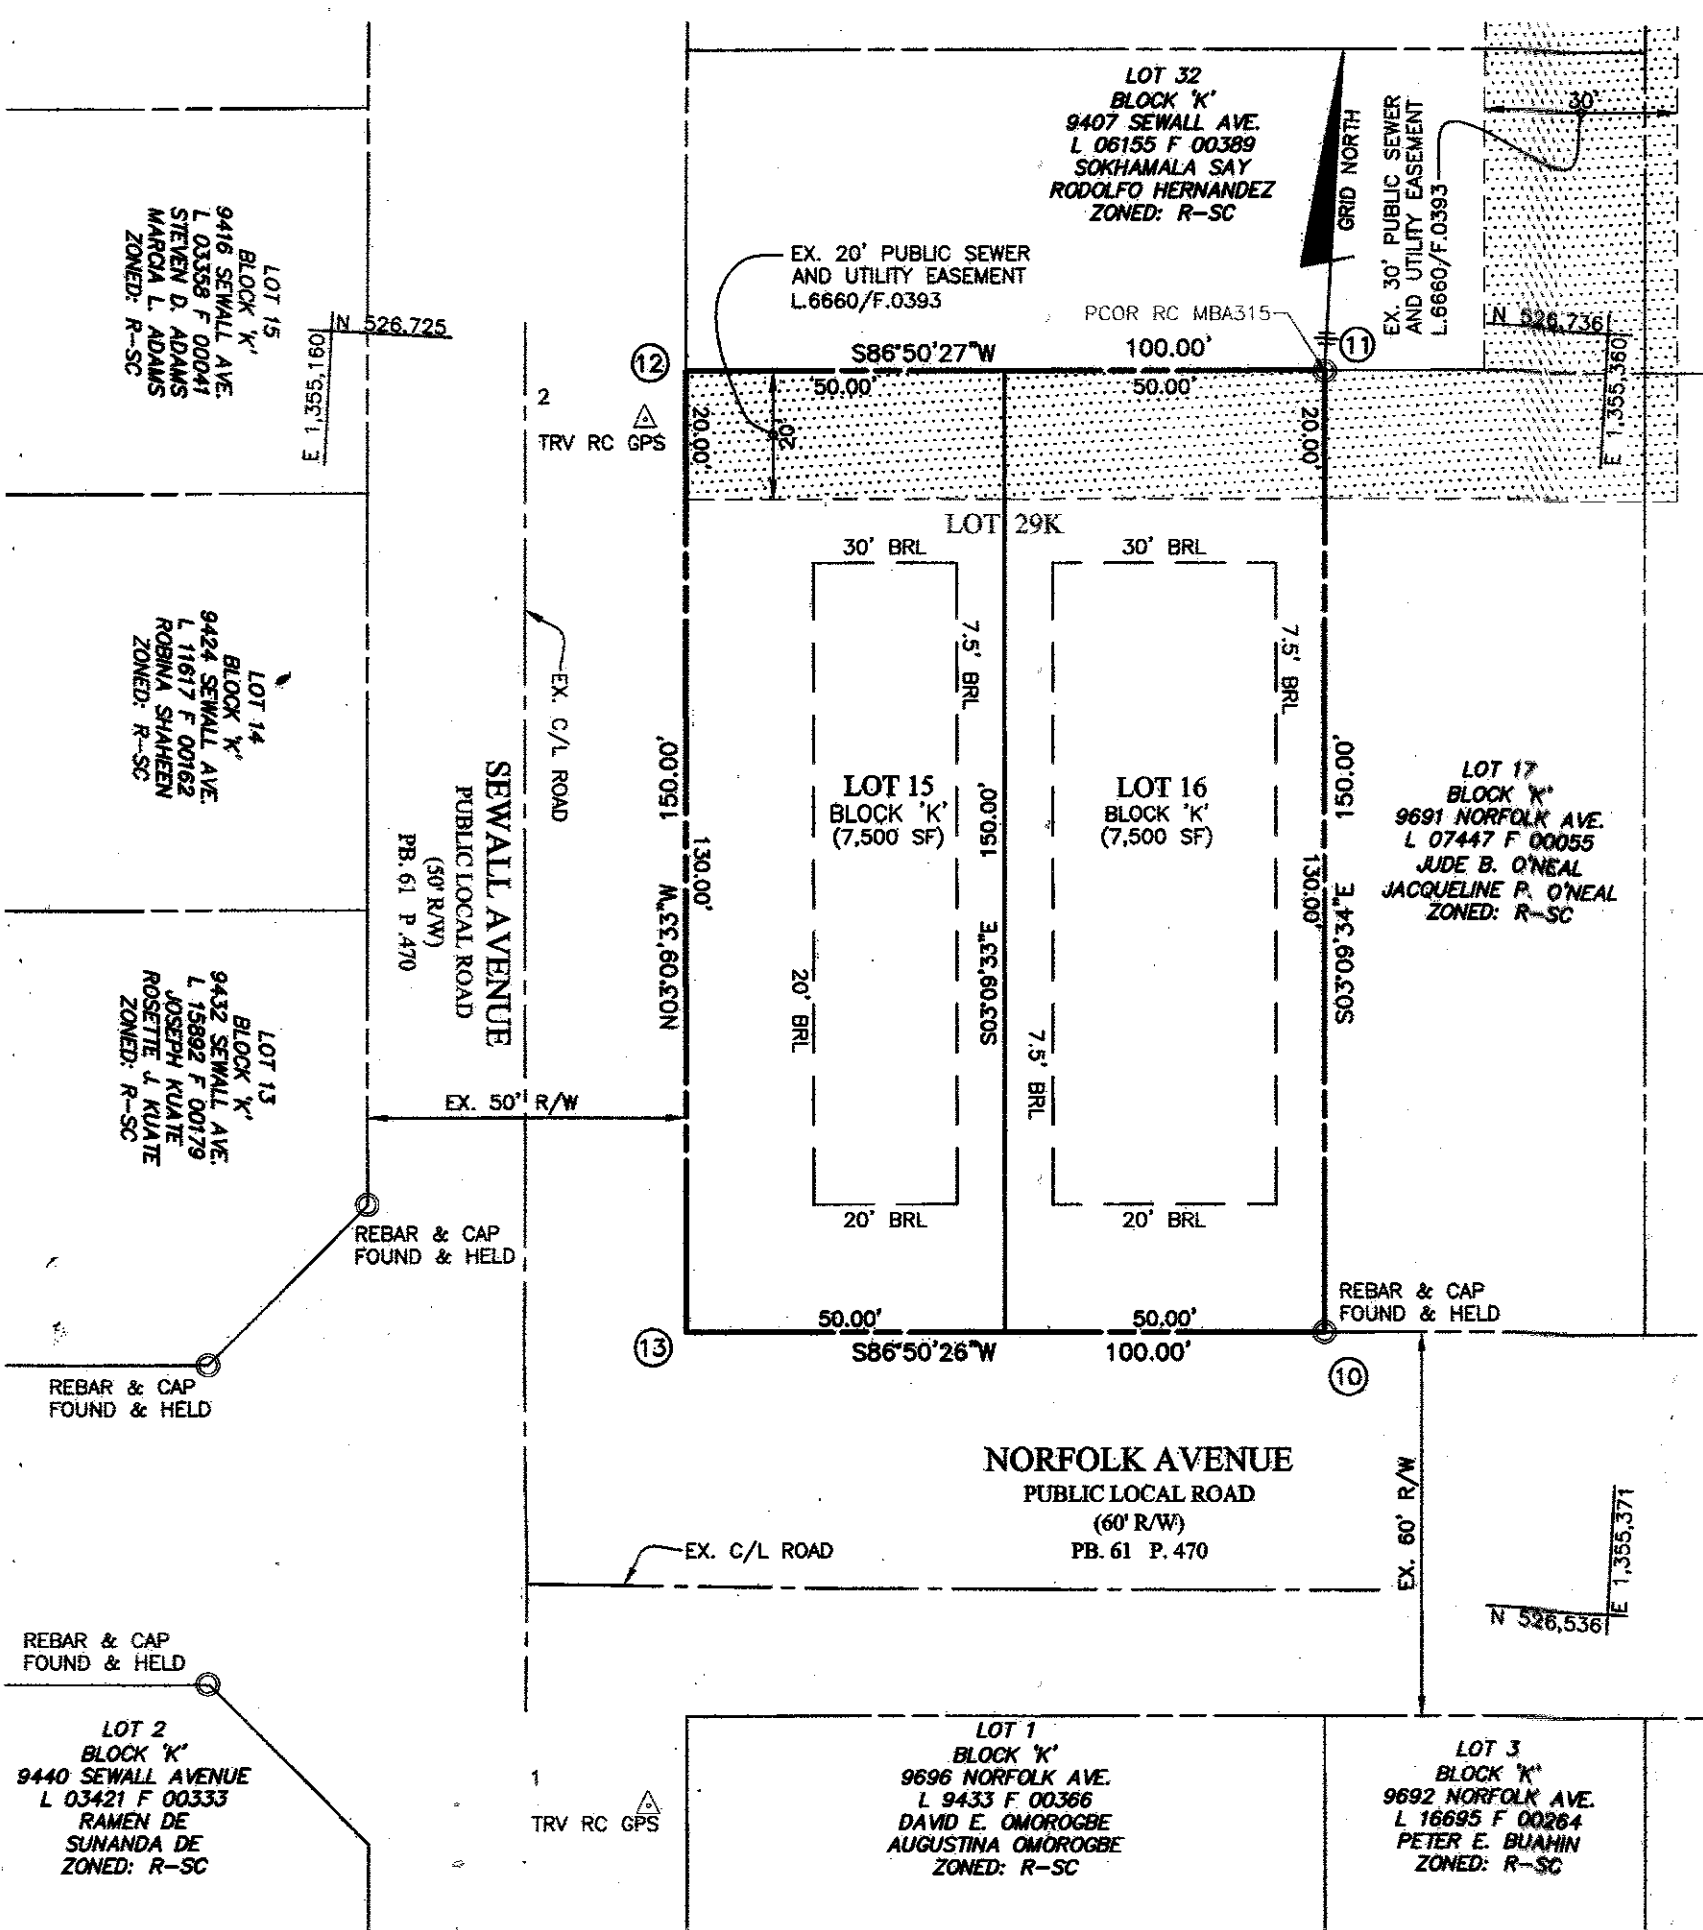 LOT 32
BLOCK 'K'
9407 SEWALL AVE.
L 06155 F 00389
SOKHAMALA SAY
RODOLFO HERNANDEZ
ZONED: R-SC
GRID NORTH
EX. 30' PUBLIC SEWER
AND UTILITY EASEMENT
L.6660/F.0393
30'
LOT 15
BLOCK 'K'
9416 SEWALL AVE.
L 03358 F 00041
STEVEN D. ADAMS
MARCIA L. ADAMS
ZONED: R-SC
EX. 20' PUBLIC SEWER
AND UTILITY EASEMENT
L.6660/F.0393
PCOR RC MBA315
N 526,725
E 1,355,160
N 526,736
E 1,355,360
12
S86°50'27"W
100.00'
11
50.00'
50.00'
2
TRV RC GPS
20.00'
20'
20.00'
LOT 29K
30' BRL
30' BRL
7.5' BRL
7.5' BRL
EX. C/L ROAD
LOT 14
BLOCK 'K'
9424 SEWALL AVE.
L 11617 F 00162
ROBINA SHAHEEN
ZONED: R-SC
SEWALL AVENUE
PUBLIC LOCAL ROAD
(50' R/W)
PB. 61 P. 470
N03°09'33"W
150.00'
130.00'
LOT 15
BLOCK 'K'
(7,500 SF)
S03°09'33"E
150.00'
LOT 16
BLOCK 'K'
(7,500 SF)
130.00'
S03°09'34"E
150.00'
LOT 17
BLOCK 'K'
9691 NORFOLK AVE.
L 07447 F 00055
JUDE B. O'NEAL
JACQUELINE P. O'NEAL
ZONED: R-SC
20' BRL
7.5' BRL
LOT 13
BLOCK 'K'
9432 SEWALL AVE.
L 15892 F 00179
JOSEPH KUATE
ROSETTE J. KUATE
ZONED: R-SC
EX. 50' R/W
20' BRL
20' BRL
REBAR & CAP
FOUND & HELD
REBAR & CAP
FOUND & HELD
50.00'
50.00'
13
S86°50'26"W
100.00'
10
REBAR & CAP
FOUND & HELD
NORFOLK AVENUE
PUBLIC LOCAL ROAD
(60' R/W)
PB. 61 P. 470
EX. C/L ROAD
EX. 60' R/W
E 1,355,371
N 526,536
REBAR & CAP
FOUND & HELD
LOT 2
BLOCK 'K'
9440 SEWALL AVENUE
L 03421 F 00333
RAMEN DE
SUNANDA DE
ZONED: R-SC
1
TRV RC GPS
LOT 1
BLOCK 'K'
9696 NORFOLK AVE.
L 9433 F 00366
DAVID E. OMOROGBE
AUGUSTINA OMOROGBE
ZONED: R-SC
LOT 3
BLOCK 'K'
9692 NORFOLK AVE.
L 16695 F 00264
PETER E. BUAHIN
ZONED: R-SC